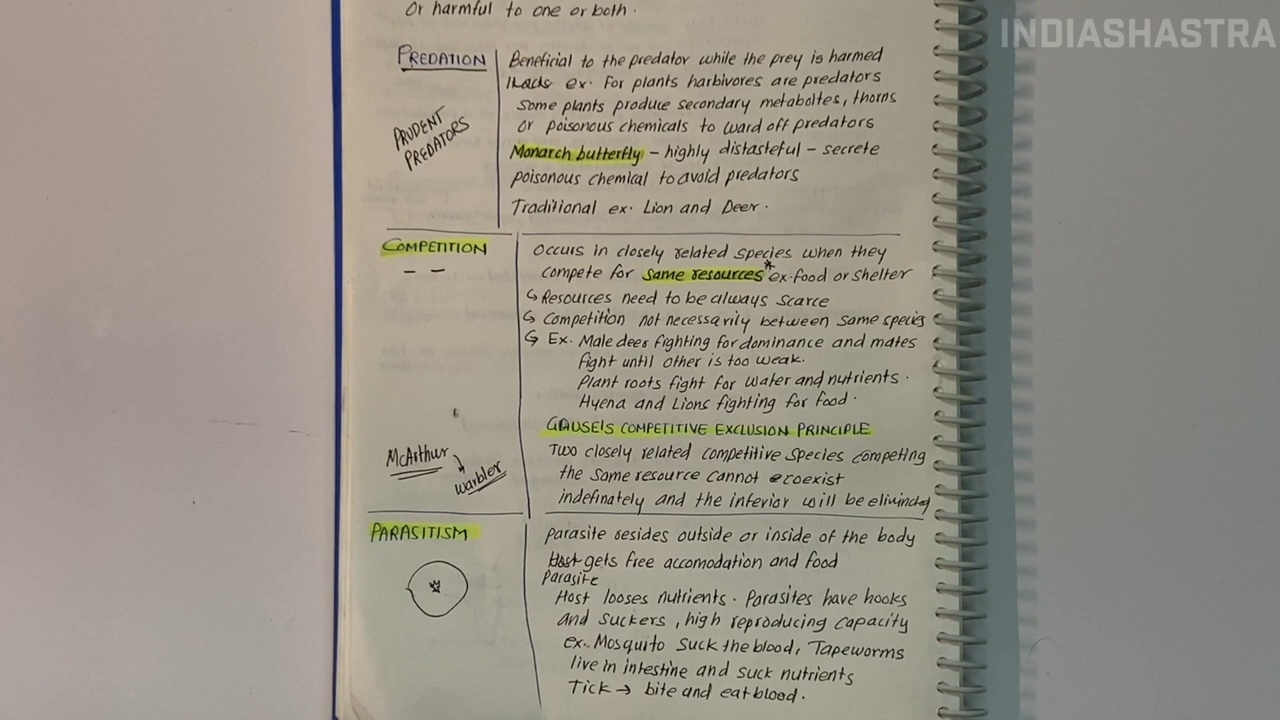 INDIASHASTRA
Or harmful to one or both.
PREDATION
PRUDENT
PREDATORS
Beneficial to the predator while the prey is harmed
ex. For plants harbivores are predators
Some plants produce secondary metaboltes, thorns
or poisonous chemicals to ward off predators
Monarch butterfly - highly distasteful - secrete
poisonous chemical to avoid predators
Traditional ex. Lion and Deer.
COMPETITION
- -
Occurs in closely related species when they
compete for same resources* ex. food or shelter
↳ Resources need to be always scarce
↳ Competition not necessarily between same species
↳ Ex. Male deer fighting for dominance and mates
fight until other is too weak.
Plant roots fight for water and nutrients.
Hyena and Lions fighting for food.
GAUSE'S COMPETITIVE EXCLUSION PRINCIPLE
McArthur
warbler
Two closely related competitive species competing
the same resource cannot coexist
indefinately and the inferior will be
PARASITISM
parasite resides outside or inside of the body
Host gets free accomodation and food
Parasite
Host looses nutrients. Parasites have hooks
and suckers, high reproducing capacity
ex. Mosquito suck the blood, Tapeworms
live in intestine and suck nutrients
Tick → bite and eat blood.